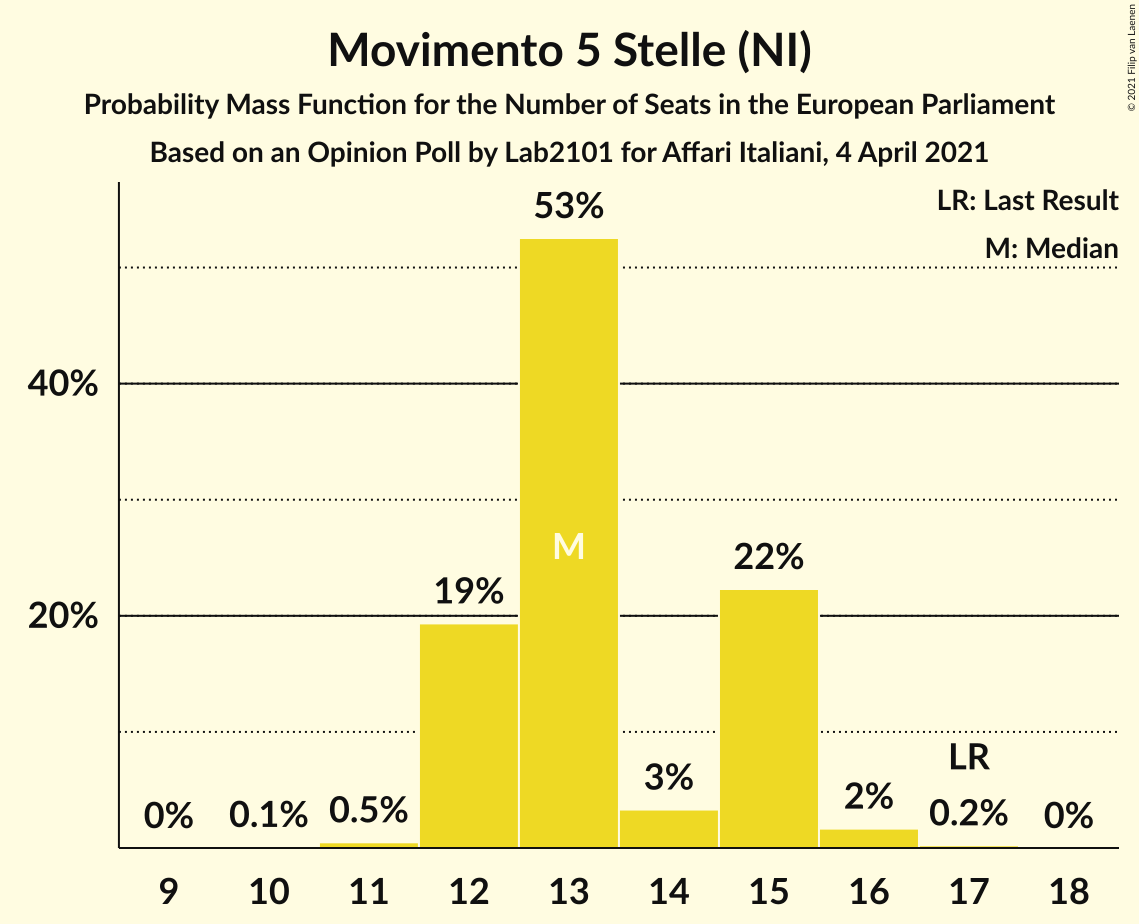 Movimento 5 Stelle (NI)
Probability Mass Function for the Number of Seats in the European Parliament
Based on an Opinion Poll by Lab2101 for Affari Italiani, 4 April 2021
© 2021 Filip van Laenen
LR: Last Result
M: Median
53%
40%
M
22%
19%
20%
LR
3%
2%
0%
0.1%
0.5%
0.2%
0%
9 10 11 12 13 14 15 16 17 18